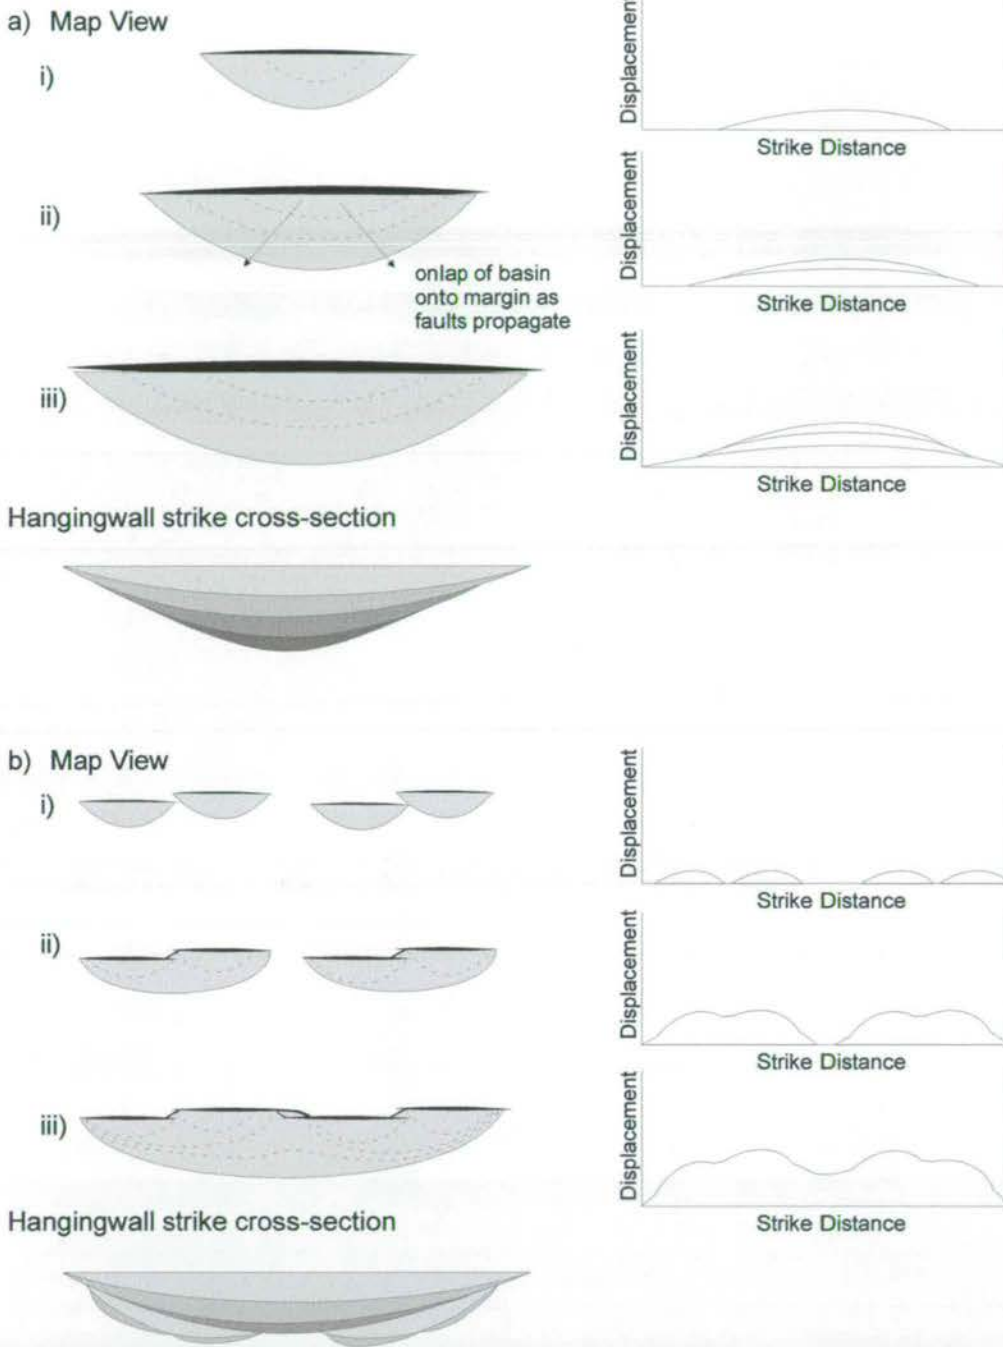 a) Map View
i)
Displacement
Strike Distance
ii)
onlap of basin
onto margin as
faults propagate
Displacement
Strike Distance
iii)
Displacement
Strike Distance
Hangingwall strike cross-section
b) Map View
i)
Displacement
Strike Distance
ii)
Displacement
Strike Distance
iii)
Displacement
Strike Distance
Hangingwall strike cross-section